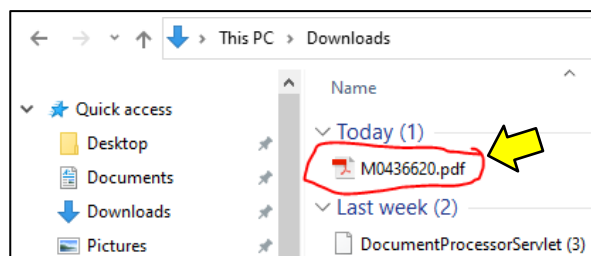 This PC > Downloads
Name
Quick access
Today (1)
Desktop
M0436620.pdf
Documents
Downloads
Last week (2)
Pictures
DocumentProcessorServlet (3)